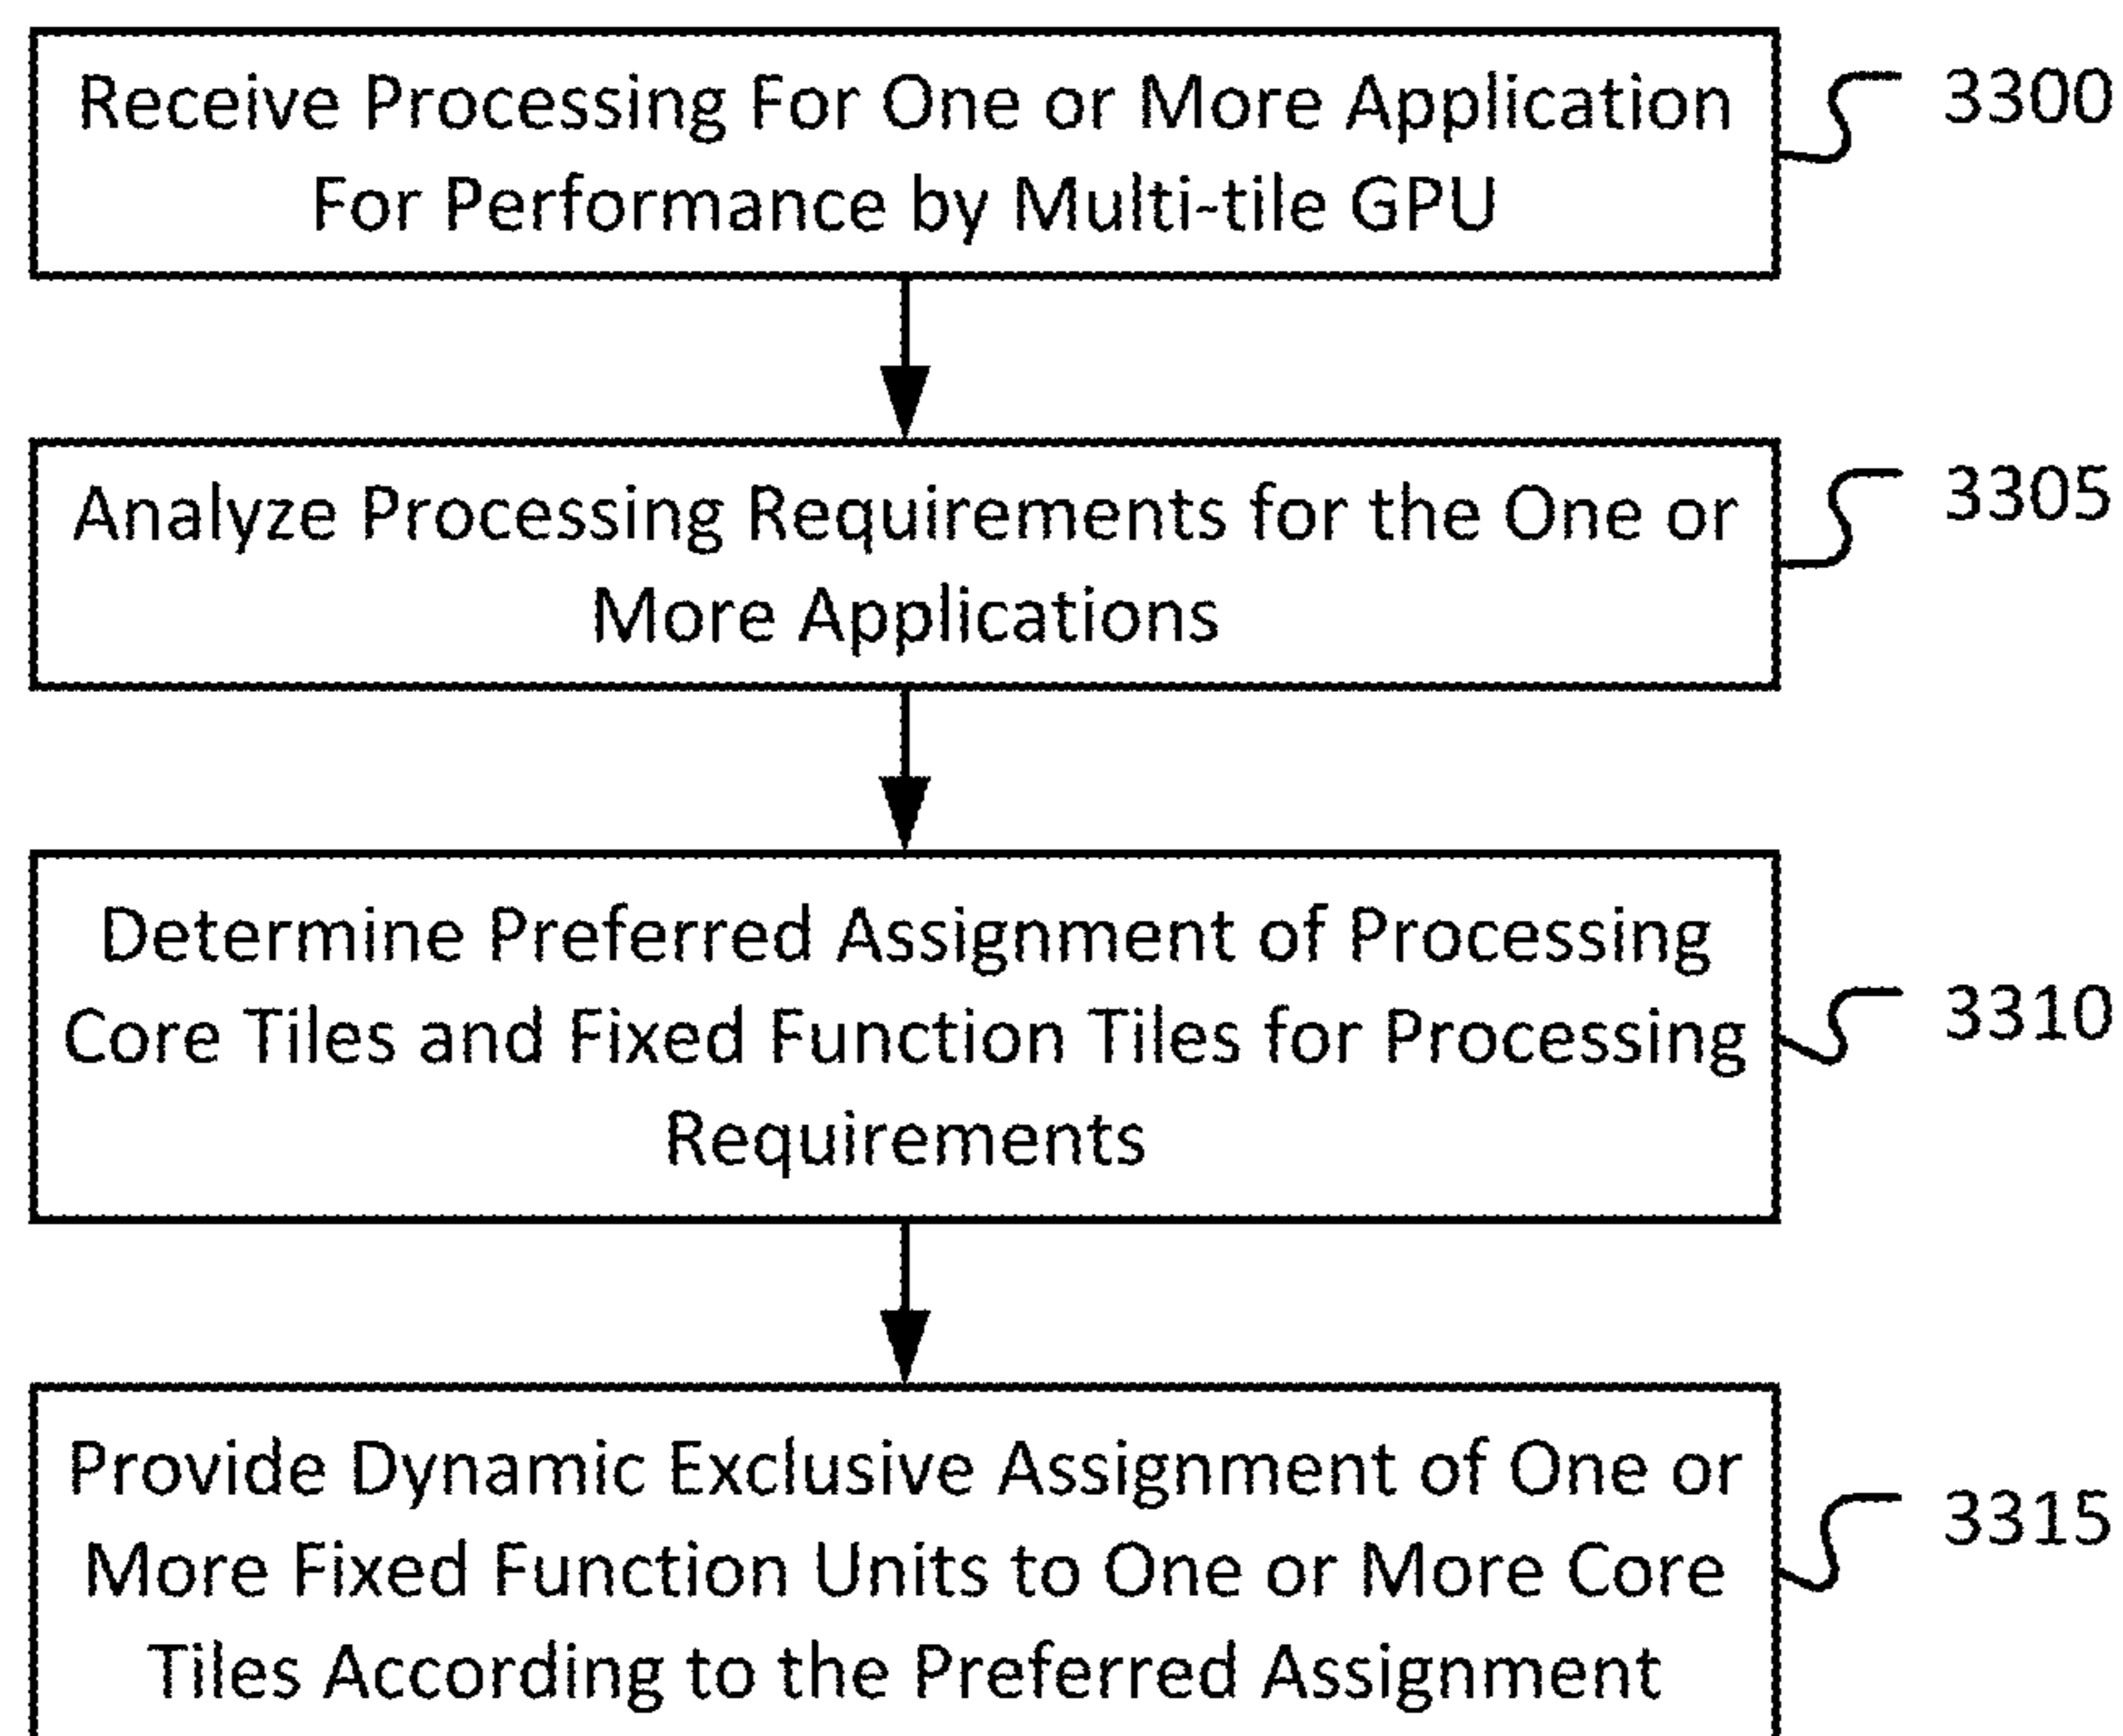 Receive Processing For One or More Application
For Performance by Multi-tile GPU
3300
Analyze Processing Requirements for the One or
More Applications
3305
Determine Preferred Assignment of Processing
Core Tiles and Fixed Function Tiles for Processing
Requirements
3310
Provide Dynamic Exclusive Assignment of One or
More Fixed Function Units to One or More Core
Tiles According to the Preferred Assignment
3315